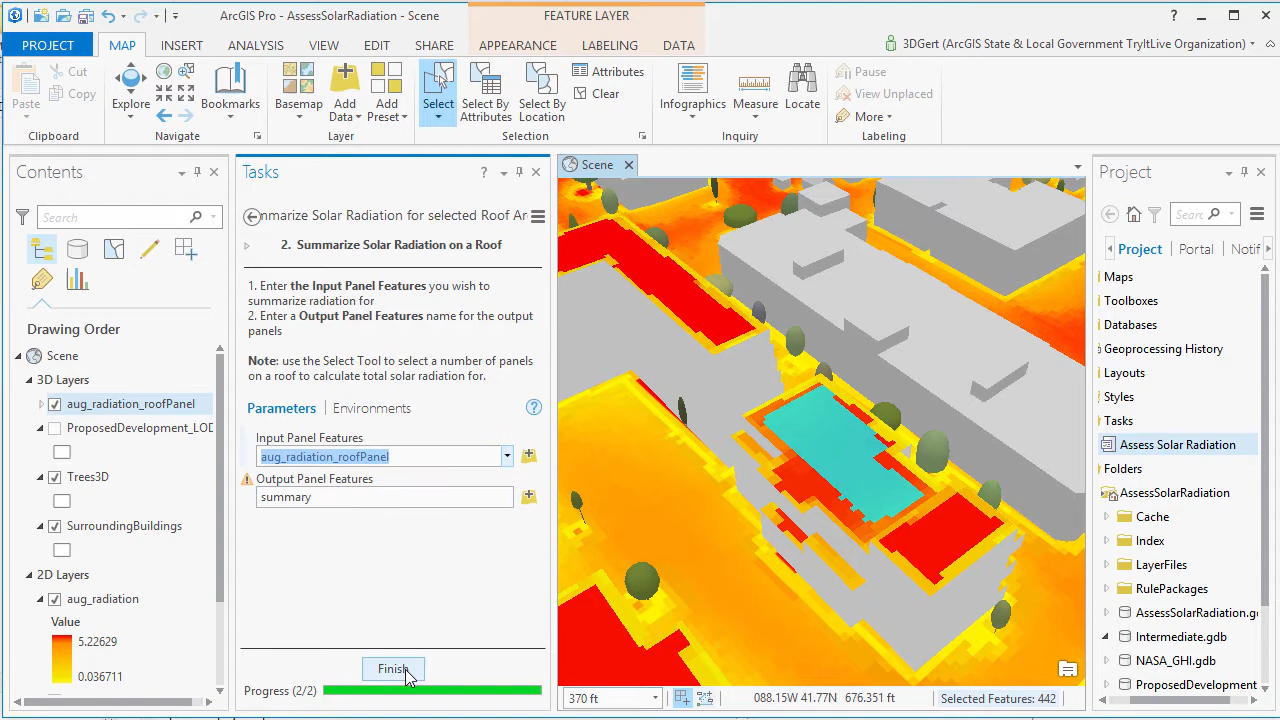 ArcGIS Pro - AssessSolarRadiation - Scene
FEATURE LAYER
?
PROJECT
MAP
INSERT
ANALYSIS
VIEW
EDIT
SHARE
APPEARANCE
LABELING
DATA
3DGert (ArcGIS State & Local Government TryItLive Organization)
Paste
Cut
Copy
Clipboard
Explore
Bookmarks
Navigate
Basemap
Add
Data
Add
Preset
Layer
Select
Select By
Attributes
Select By
Location
Attributes
Clear
Selection
Infographics
Measure
Locate
Inquiry
Pause
View Unplaced
More
Labeling
Contents
Search
Drawing Order
Scene
3D Layers
aug_radiation_roofPanel
ProposedDevelopment_LOD
Trees3D
SurroundingBuildings
2D Layers
aug_radiation
Value
5.22629
0.036711
Tasks
?
mmarize Solar Radiation for selected Roof Ar
2. Summarize Solar Radiation on a Roof
1. Enter the Input Panel Features you wish to
summarize radiation for
2. Enter a Output Panel Features name for the output
panels
Note: use the Select Tool to select a number of panels
on a roof to calculate total solar radiation for.
Parameters
Environments
?
Input Panel Features
aug_radiation_roofPanel
Output Panel Features
summary
Finish
Progress (2/2)
Scene
370 ft
088.15W 41.77N 676.351 ft
Selected Features: 442
Project
Searc
Project
Portal
Notif
Maps
Toolboxes
Databases
Geoprocessing History
Layouts
Styles
Tasks
Assess Solar Radiation
Folders
AssessSolarRadiation
Cache
Index
LayerFiles
RulePackages
AssessSolarRadiation.g
Intermediate.gdb
NASA_GHI.gdb
ProposedDevelopment